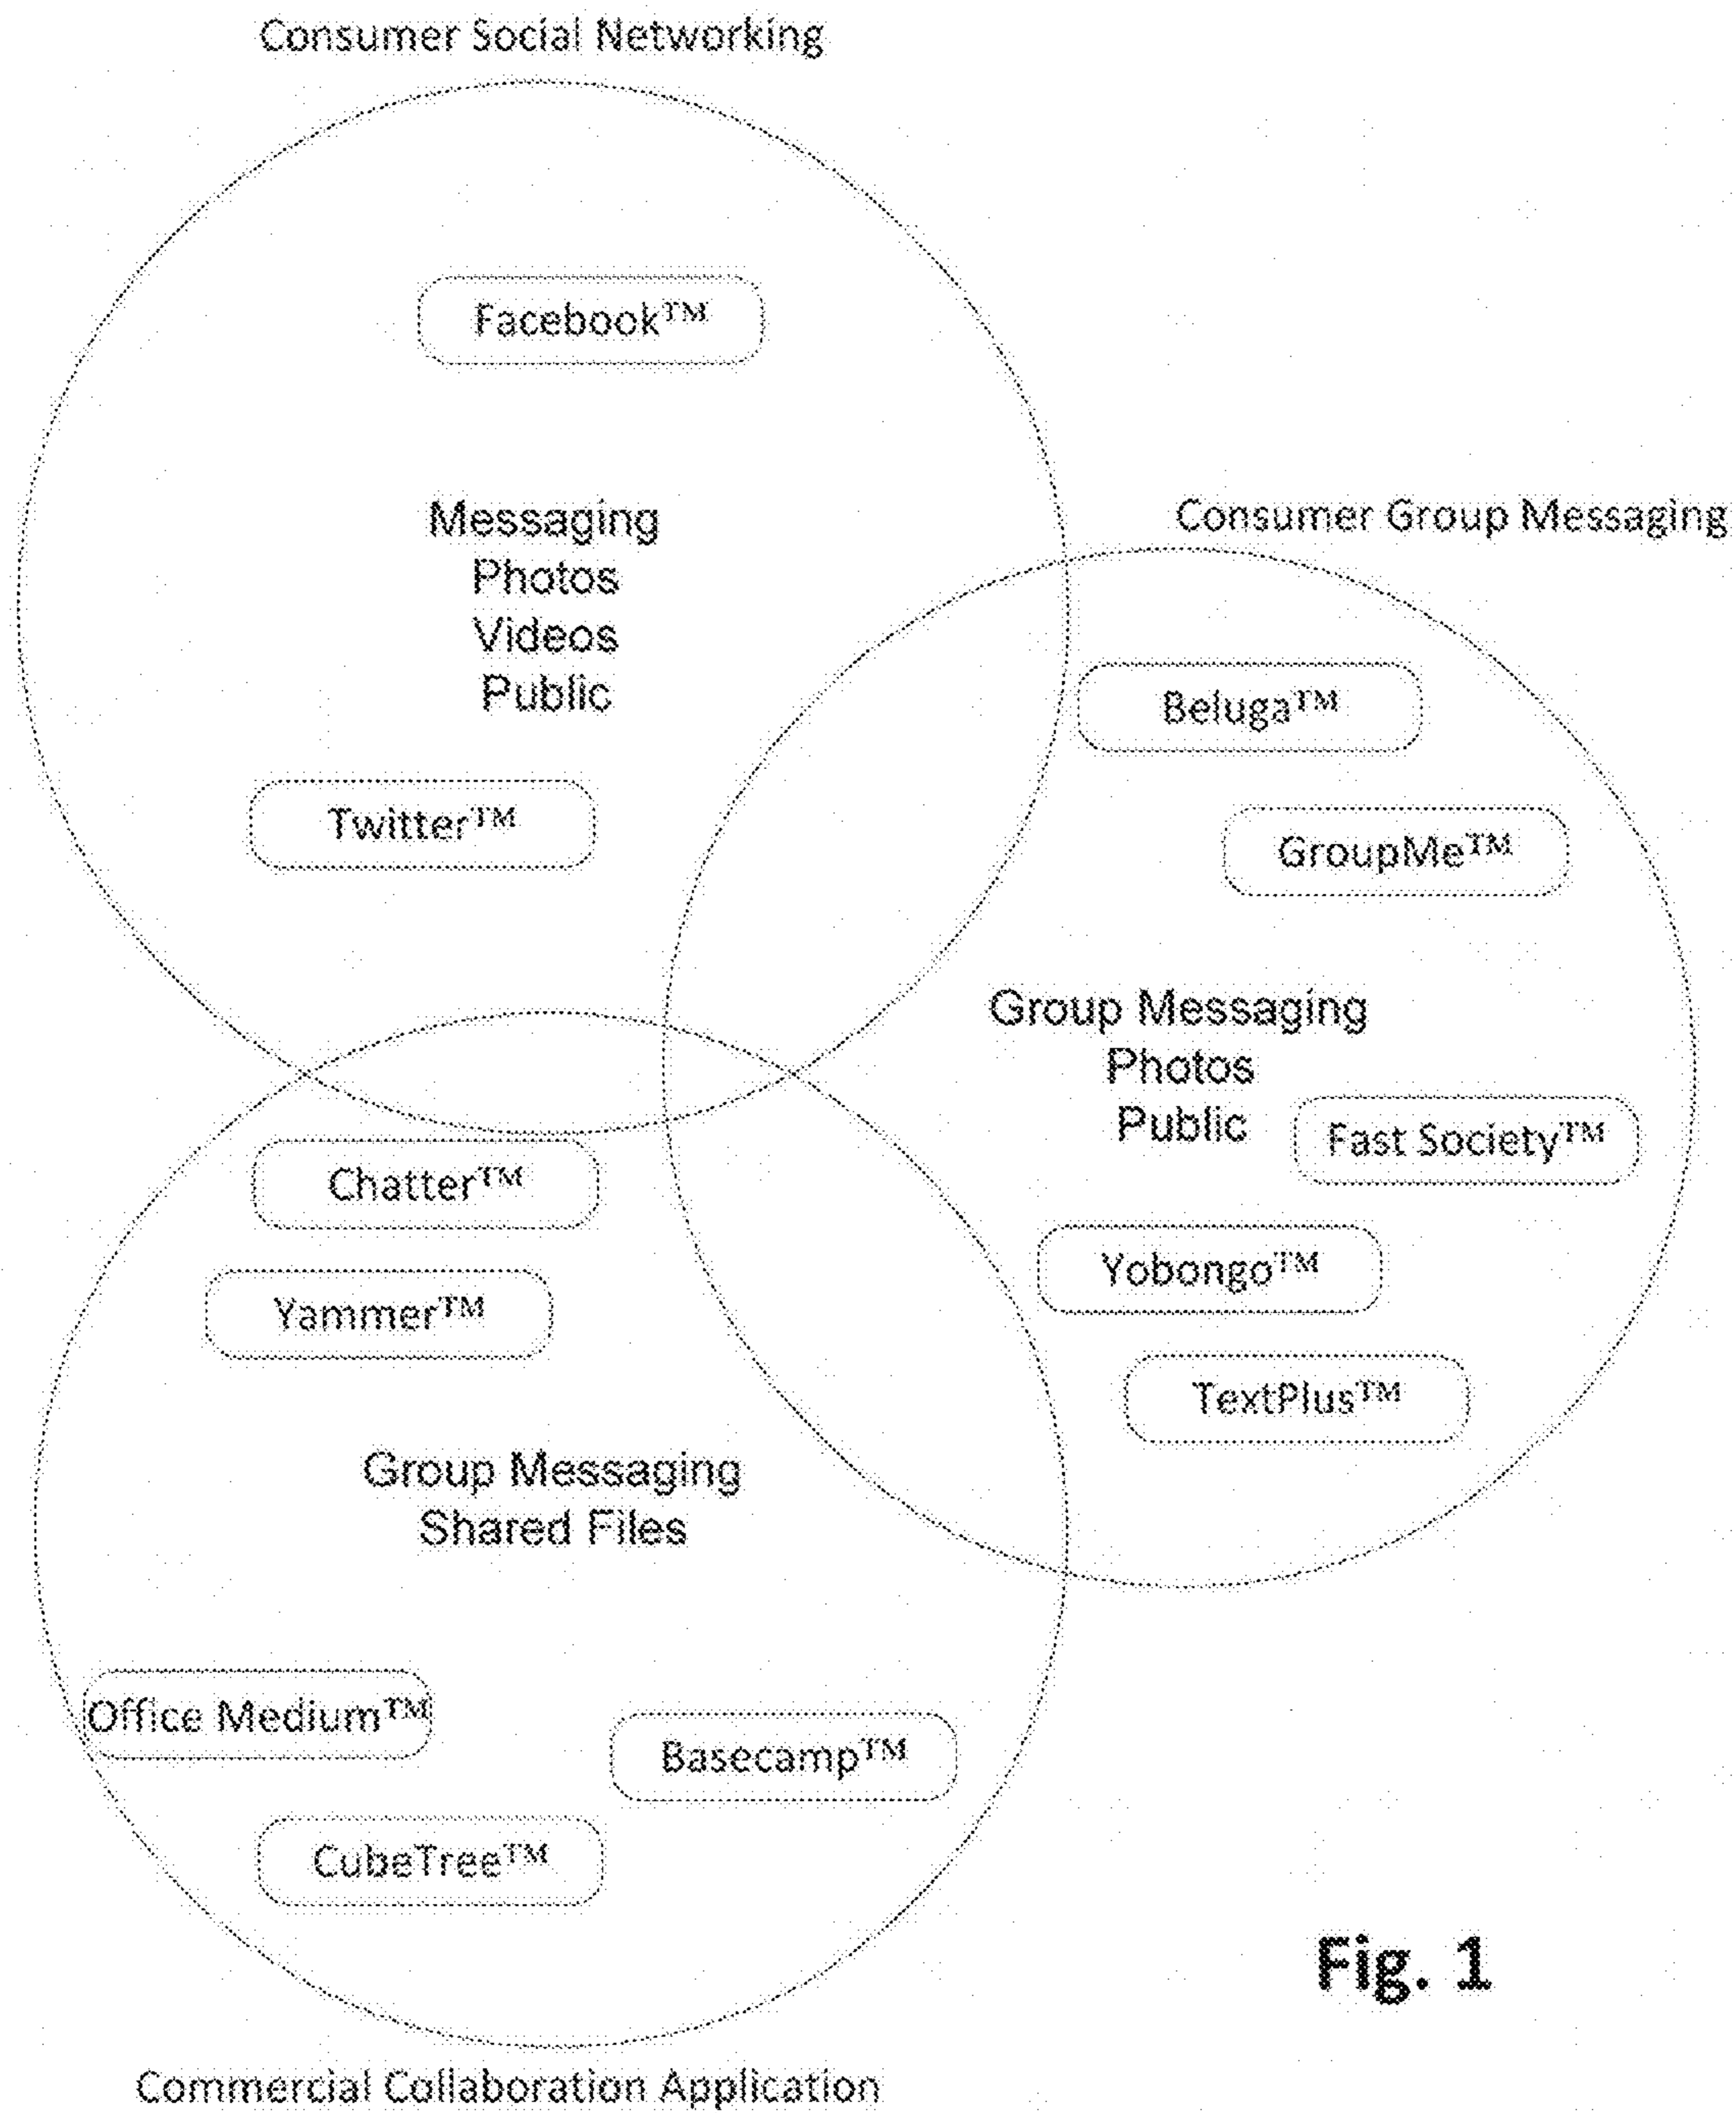 Consumer Social Networking
Facebook™
Messaging
Photos
Videos
Public
Twitter™
Consumer Group Messaging
Beluga™
GroupMe™
Group Messaging
Photos
Public
Fast Society™
Yobongo™
TextPlus™
Chatter™
Yammer™
Group Messaging
Shared Files
Office Medium™
Basecamp™
CubeTree™
Commercial Collaboration Application
Fig. 1